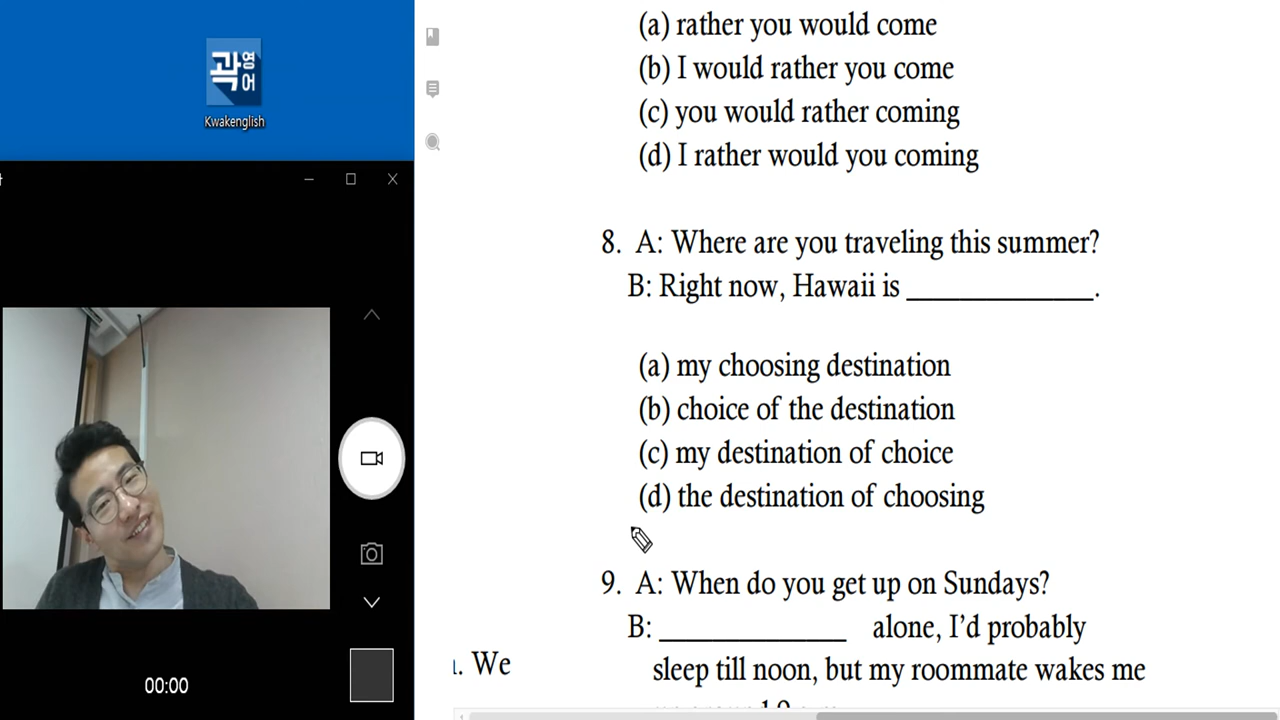 곽영어
Kwakenglish
00:00
(a) rather you would come
(b) I would rather you come
(c) you would rather coming
(d) I rather would you coming
8. A: Where are you traveling this summer?
B: Right now, Hawaii is ______________.
(a) my choosing destination
(b) choice of the destination
(c) my destination of choice
(d) the destination of choosing
9. A: When do you get up on Sundays?
B: ______________ alone, I'd probably
sleep till noon, but my roommate wakes me
. We